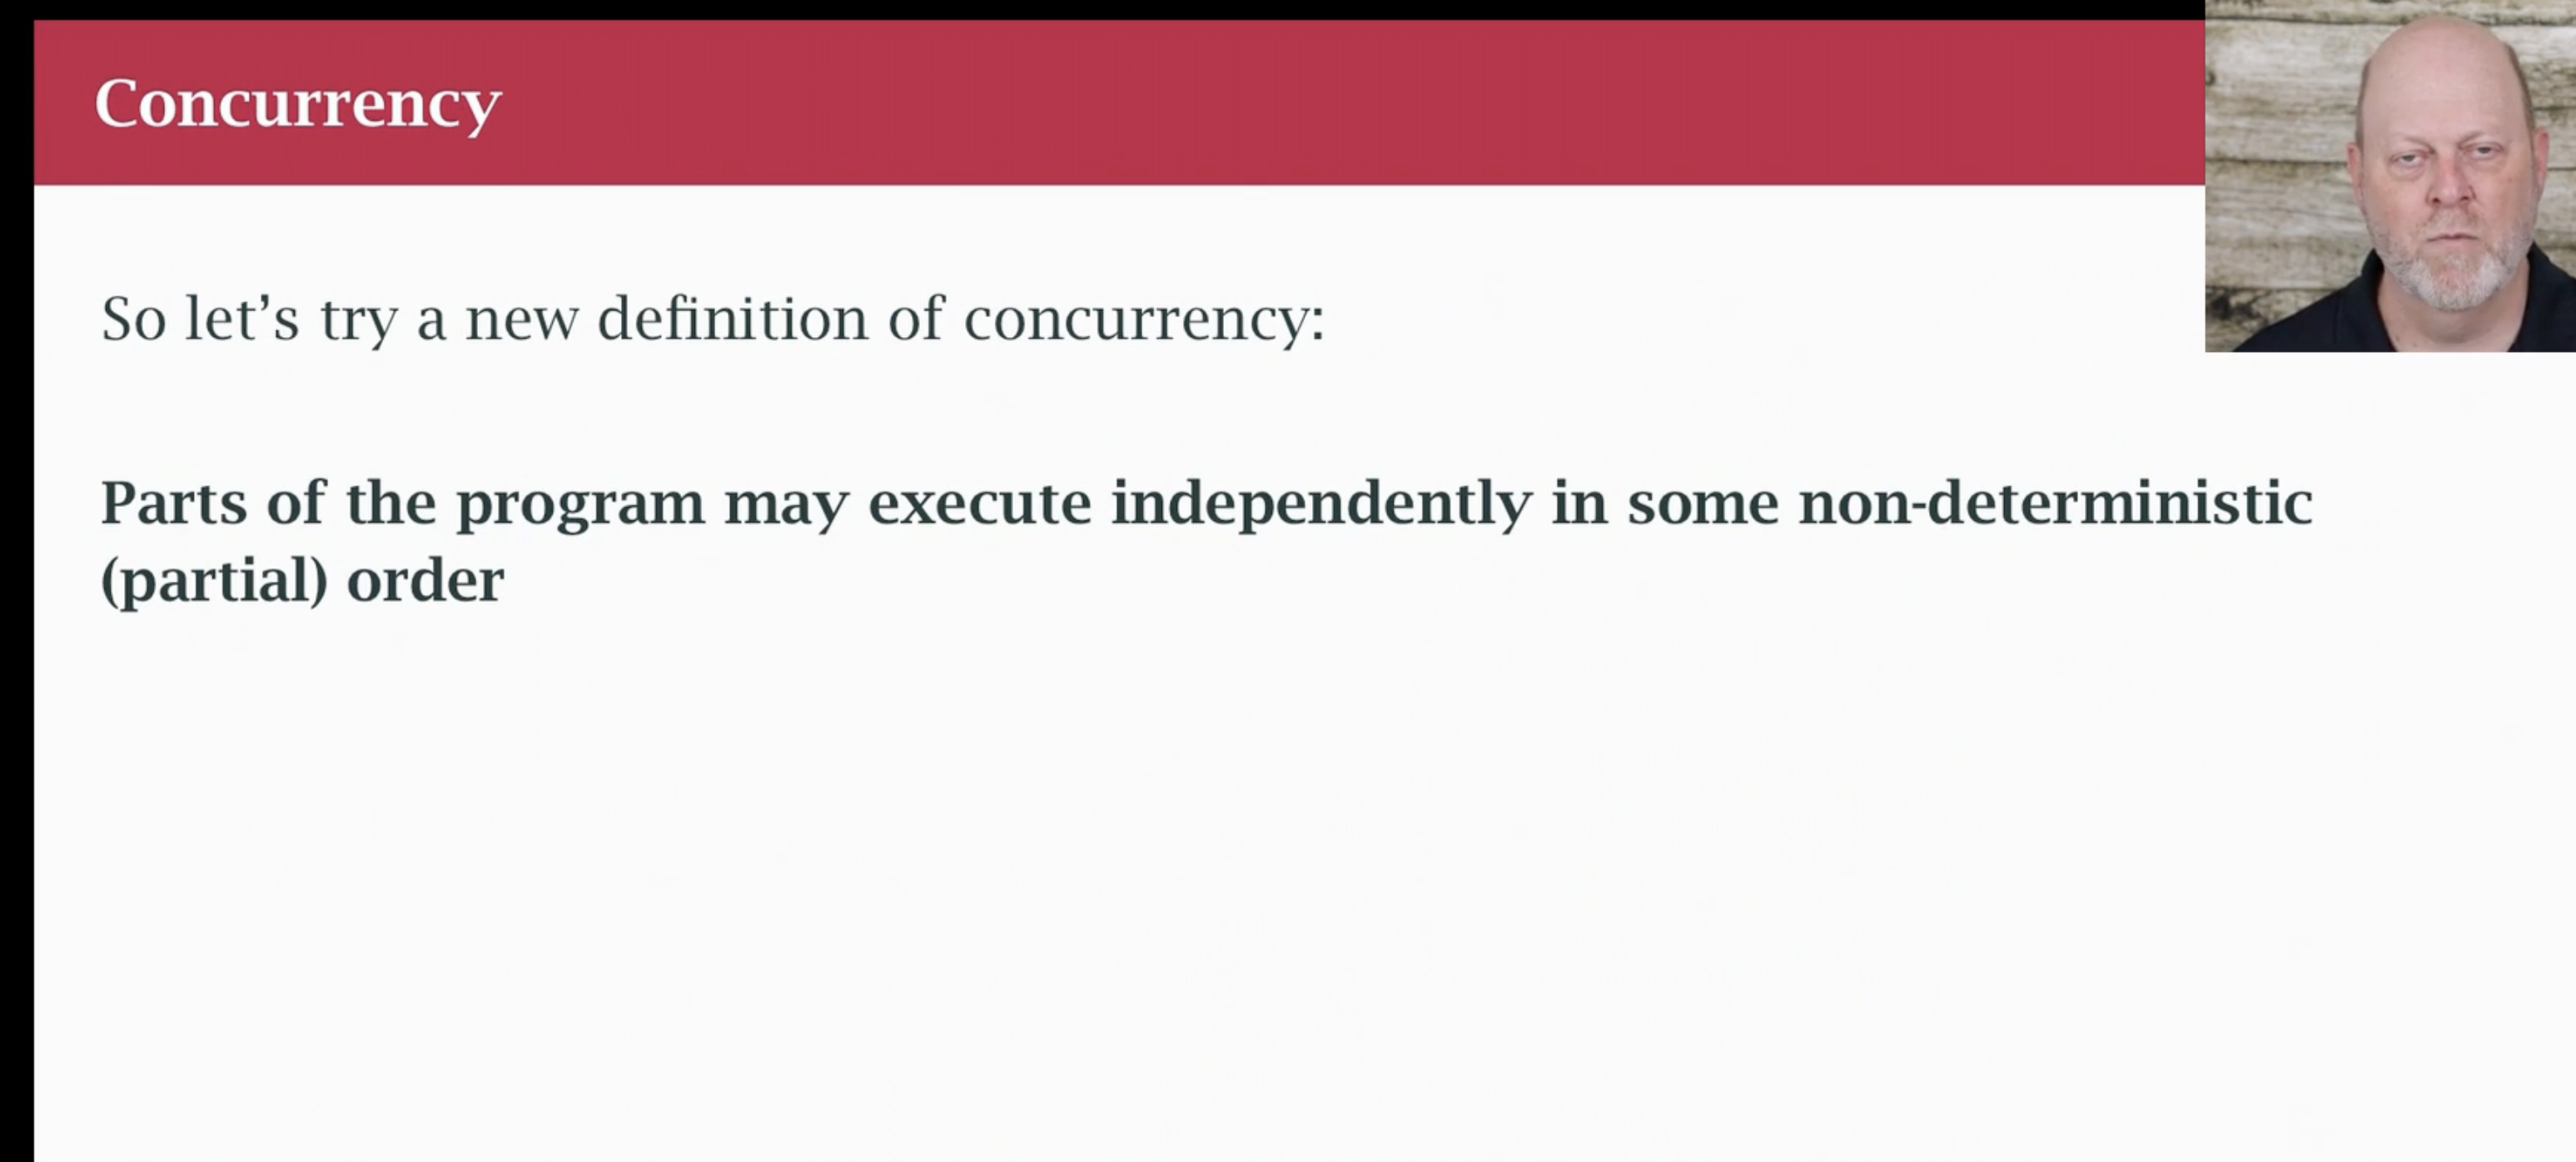 Concurrency
So let’s try a new definition of concurrency:
Parts of the program may execute independently in some non-deterministic
(partial) order